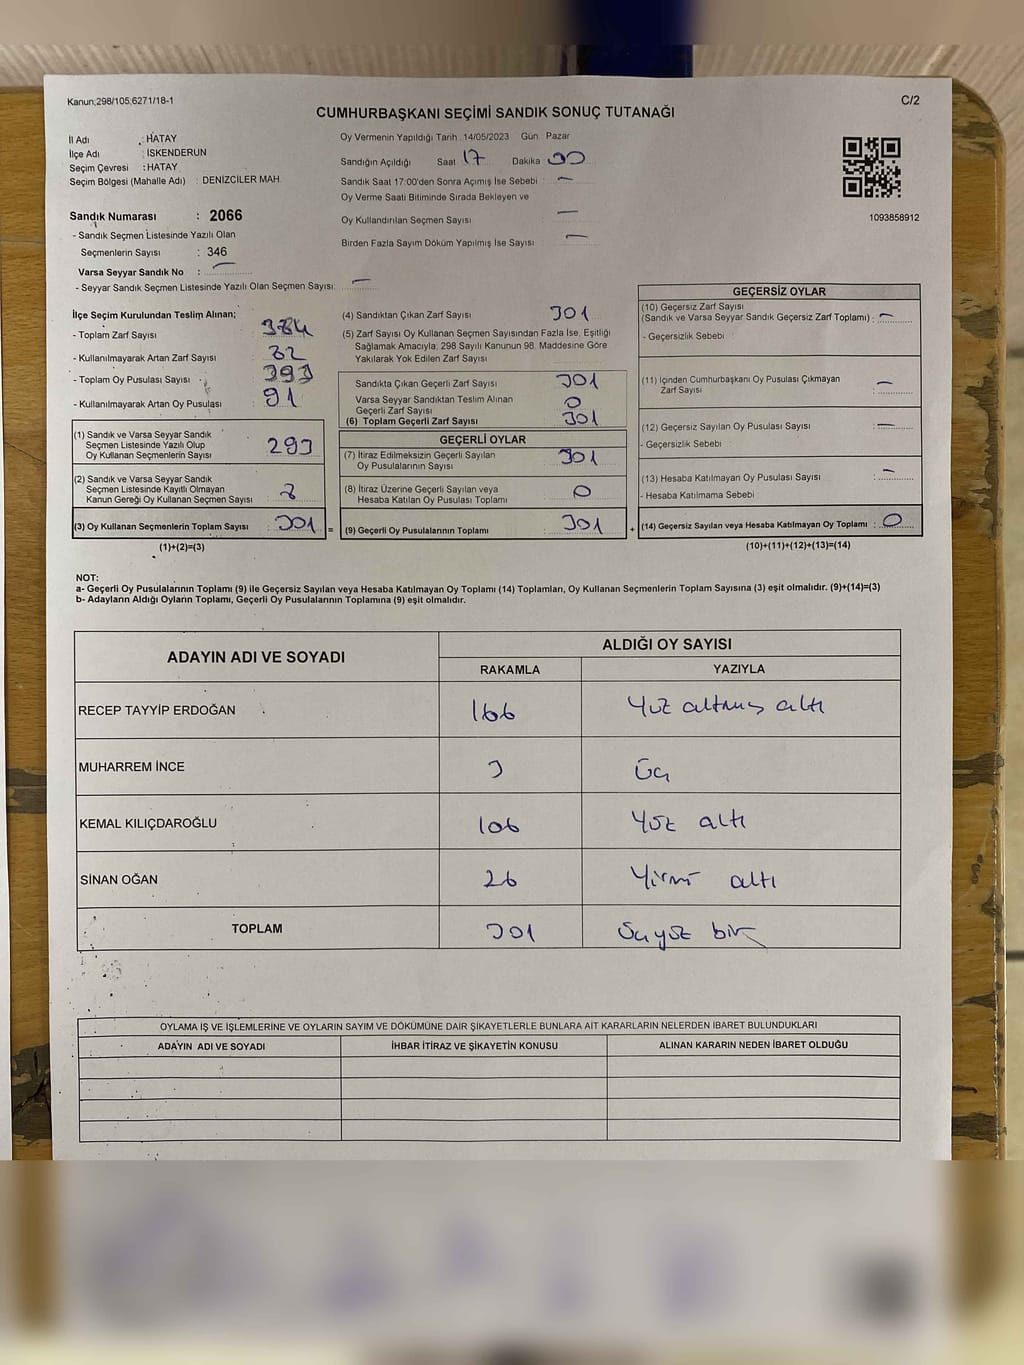 Kanun;298/105;6271/18-1
C/2
CUMHURBAŞKANI SEÇİMİ SANDIK SONUÇ TUTANAĞI
İl Adı : HATAY
İlçe Adı : İSKENDERUN
Seçim Çevresi : HATAY
Seçim Bölgesi (Mahalle Adı) : DENİZCİLER MAH.
Sandık Numarası : 2066
- Sandık Seçmen Listesinde Yazılı Olan
Seçmenlerin Sayısı : 346
Varsa Seyyar Sandık No : —
- Seyyar Sandık Seçmen Listesinde Yazılı Olan Seçmen Sayısı: —
Oy Vermenin Yapıldığı Tarih 14/05/2023 Gün Pazar
Sandığın Açıldığı Saat 17 Dakika 00
Sandık Saat 17:00'den Sonra Açımış İse Sebebi : —
Oy Verme Saati Bitiminde Sırada Bekleyen ve
Oy Kullandırılan Seçmen Sayısı —
Birden Fazla Sayım Döküm Yapılmış İse Sayısı : —
1093858912
İlçe Seçim Kurulundan Teslim Alınan;
- Toplam Zarf Sayısı : 384
- Kullanılmayarak Artan Zarf Sayısı : 82
- Toplam Oy Pusulası Sayısı : 393
- Kullanılmayarak Artan Oy Pusulası : 91
(1) Sandık ve Varsa Seyyar Sandık
Seçmen Listesinde Yazılı Olup
Oy Kullanan Seçmenlerin Sayısı : 293
(2) Sandık ve Varsa Seyyar Sandık
Seçmen Listesinde Kayıtlı Olmayan
Kanun Gereği Oy Kullanan Seçmen Sayısı : 8
(3) Oy Kullanan Seçmenlerin Toplam Sayısı : 301 =
(1)+(2)=(3)
(4) Sandıktan Çıkan Zarf Sayısı 301
(5) Zarf Sayısı Oy Kullanan Seçmen Sayısından Fazla İse, Eşitliği
Sağlamak Amacıyla; 298 Sayılı Kanunun 98. Maddesine Göre
Yakılarak Yok Edilen Zarf Sayısı
Sandıkta Çıkan Geçerli Zarf Sayısı 301
Varsa Seyyar Sandıktan Teslim Alınan
Geçerli Zarf Sayısı 0
(6) Toplam Geçerli Zarf Sayısı 301
GEÇERLİ OYLAR
(7) İtiraz Edilmeksizin Geçerli Sayılan
Oy Pusulalarının Sayısı 301
(8) İtiraz Üzerine Geçerli Sayılan veya
Hesaba Katılan Oy Pusulası Toplamı 0
(9) Geçerli Oy Pusulalarının Toplamı 301 +
GEÇERSİZ OYLAR
(10) Geçersiz Zarf Sayısı
(Sandık ve Varsa Seyyar Sandık Geçersiz Zarf Toplamı) : —
- Geçersizlik Sebebi :
(11) İçinden Cumhurbaşkanı Oy Pusulası Çıkmayan
Zarf Sayısı : —
(12) Geçersiz Sayılan Oy Pusulası Sayısı : —
- Geçersizlik Sebebi :
(13) Hesaba Katılmayan Oy Pusulası Sayısı : —
- Hesaba Katılmama Sebebi :
(14) Geçersiz Sayılan veya Hesaba Katılmayan Oy Toplamı : 0
(10)+(11)+(12)+(13)=(14)
NOT:
a- Geçerli Oy Pusulalarının Toplamı (9) ile Geçersiz Sayılan veya Hesaba Katılmayan Oy Toplamı (14) Toplamları, Oy Kullanan Seçmenlerin Toplam Sayısına (3) eşit olmalıdır. (9)+(14)=(3)
b- Adayların Aldığı Oyların Toplamı, Geçerli Oy Pusulalarının Toplamına (9) eşit olmalıdır.
ADAYIN ADI VE SOYADI
ALDIĞI OY SAYISI
RAKAMLA YAZIYLA
RECEP TAYYİP ERDOĞAN 166 Yüz altmış altı
MUHARREM İNCE 3 Üç
KEMAL KILIÇDAROĞLU 106 Yüz altı
SİNAN OĞAN 26 Yirmi altı
TOPLAM 301 üçyüz bir
OYLAMA İŞ VE İŞLEMLERİNE VE OYLARIN SAYIM VE DÖKÜMÜNE DAİR ŞİKAYETLERLE BUNLARA AİT KARARLARIN NELERDEN İBARET BULUNDUKLARI
ADAYIN ADI VE SOYADI İHBAR İTİRAZ VE ŞİKAYETİN KONUSU ALINAN KARARIN NEDEN İBARET OLDUĞU